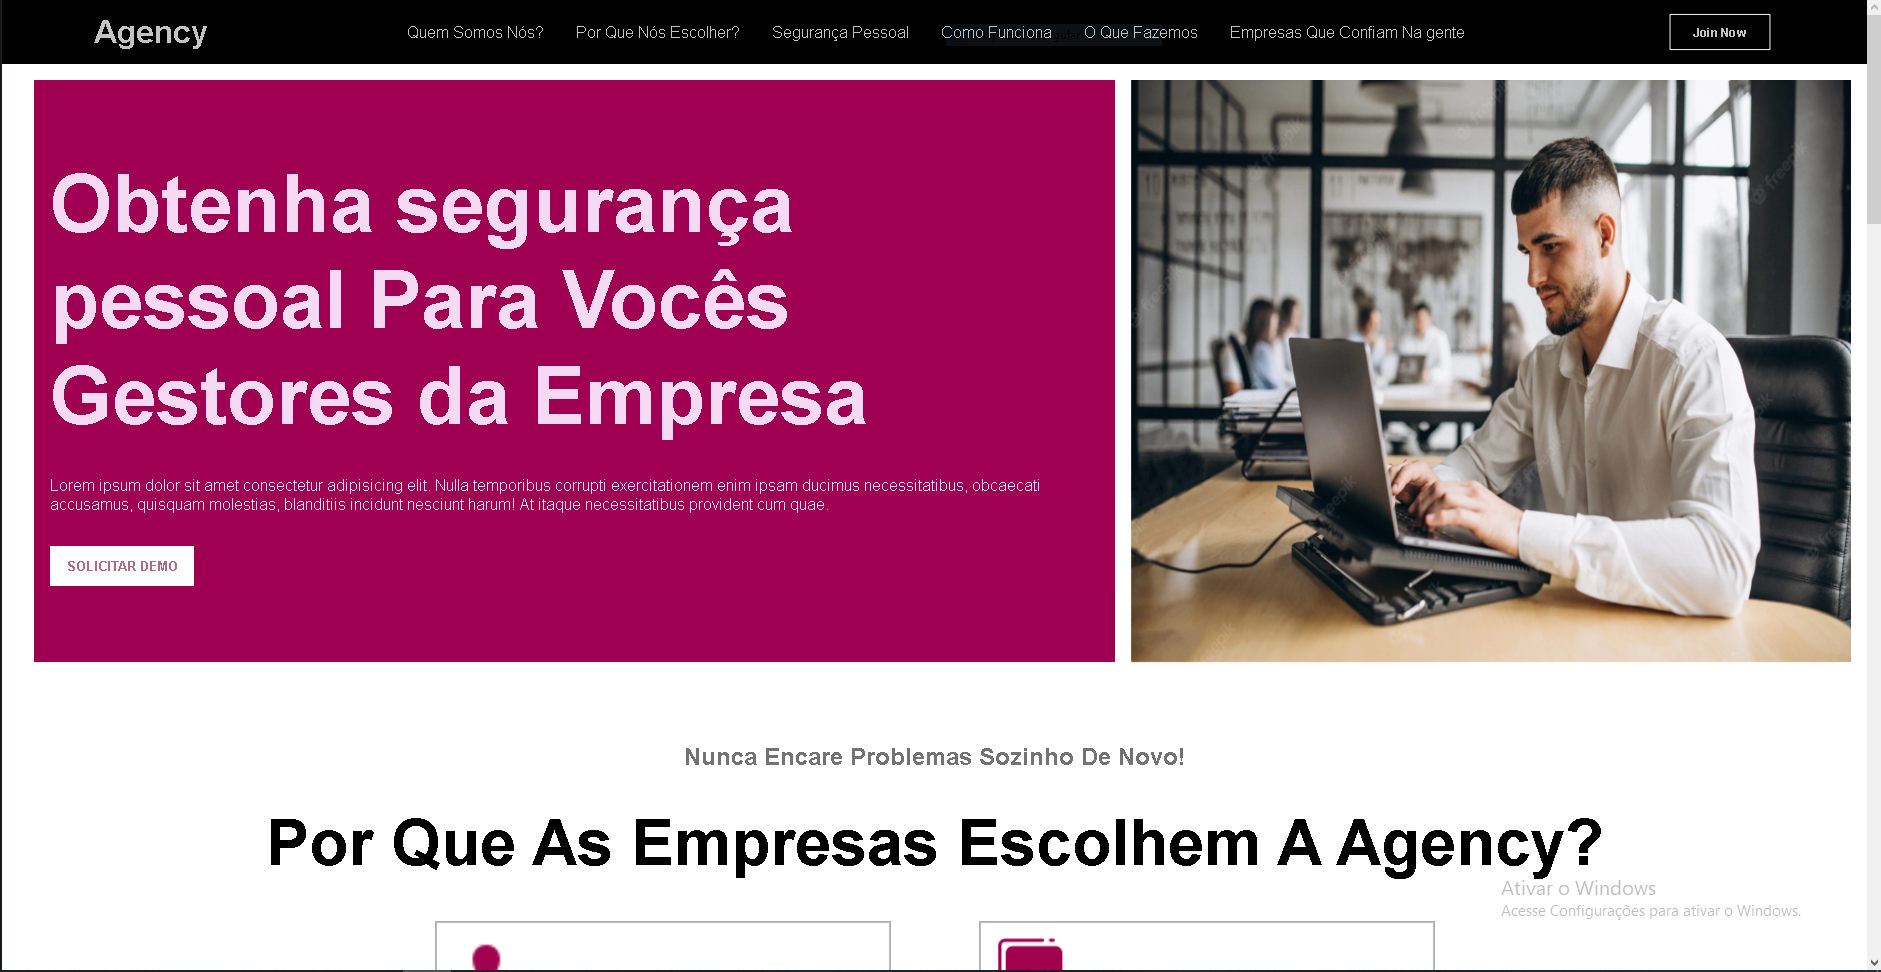 Agency
Quem Somos Nós?
Por Que Nós Escolher?
Segurança Pessoal
Como Funciona
O Que Fazemos
Empresas Que Confiam Na gente
Join Now
Obtenha segurança
pessoal Para Vocês
Gestores da Empresa
Lorem ipsum dolor sit amet consectetur adipisicing elit. Nulla temporibus corrupti exercitationem enim ipsam ducimus necessitatibus, obcaecati
accusamus, quisquam molestias, blanditiis incidunt nesciunt harum! At itaque necessitatibus provident cum quae.
SOLICITAR DEMO
Nunca Encare Problemas Sozinho De Novo!
Por Que As Empresas Escolhem A Agency?
Ativar o Windows
Acesse Configurações para ativar o Windows.